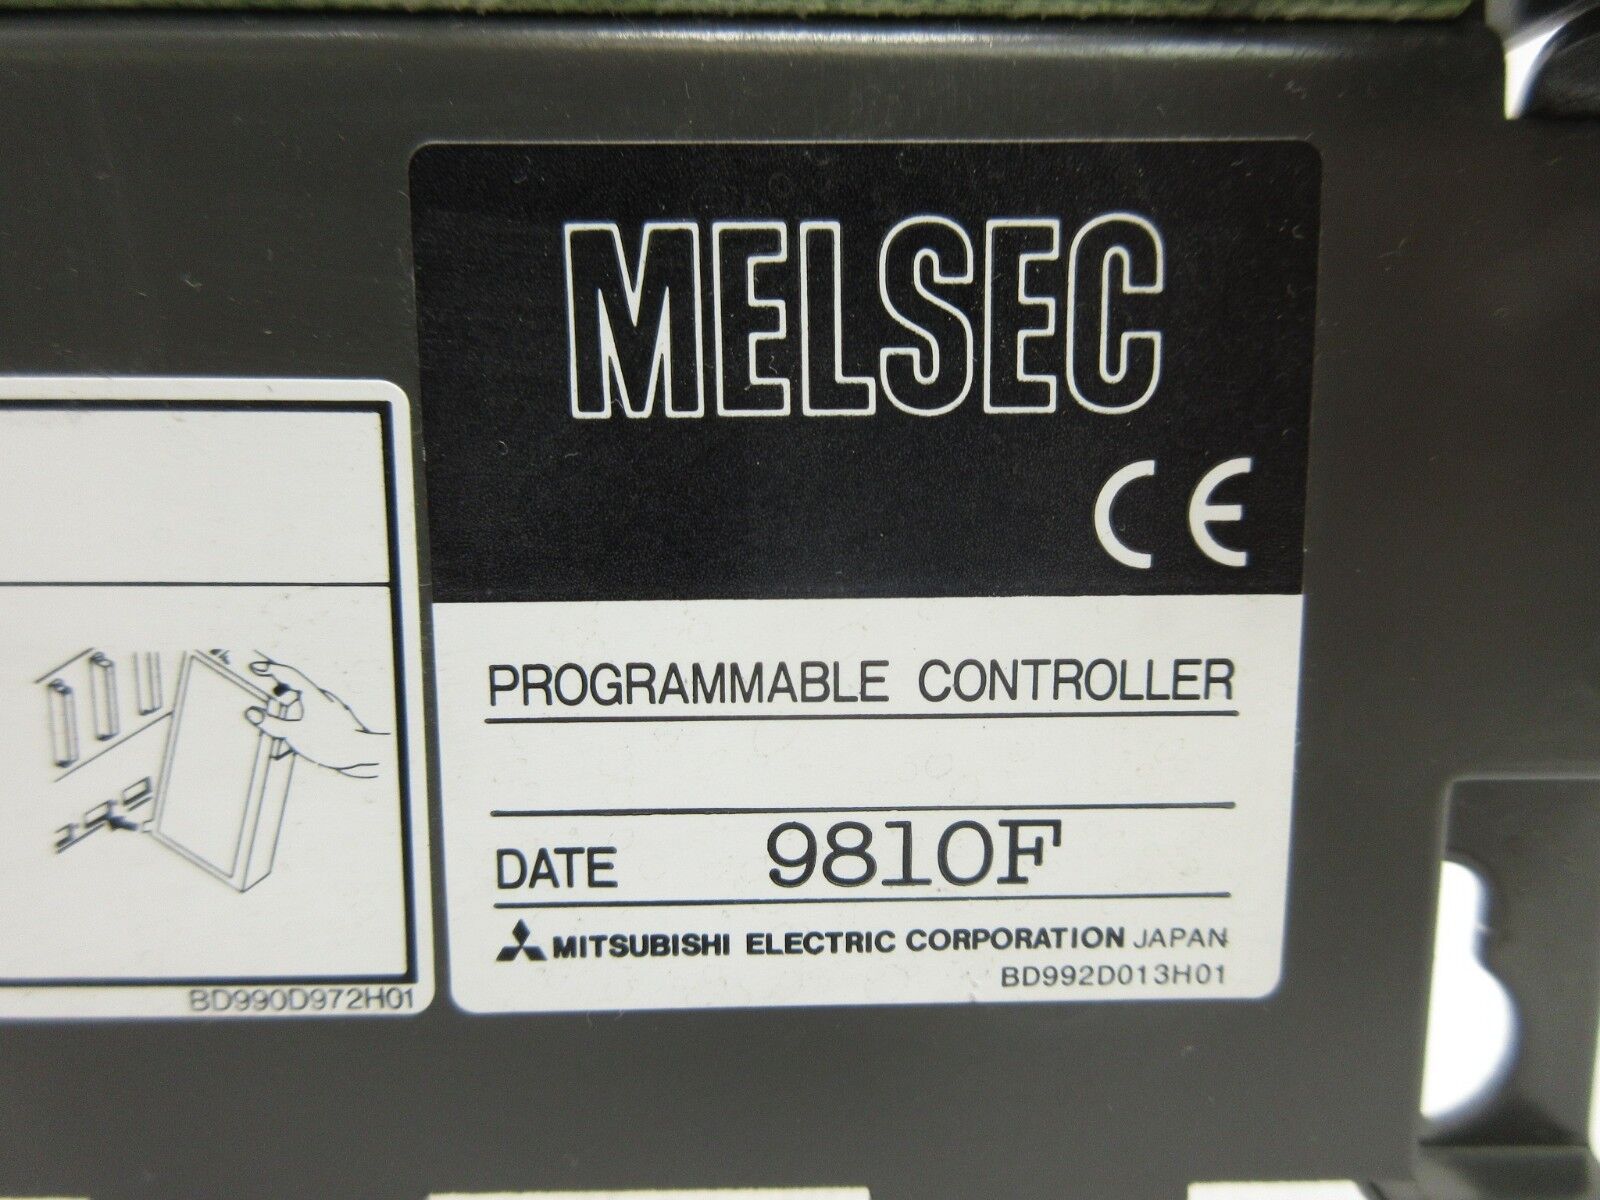 MELSEC
CE
PROGRAMMABLE CONTROLLER
DATE 9810F
MITSUBISHI ELECTRIC CORPORATION JAPAN
BD992D013H01
BD990D972H01